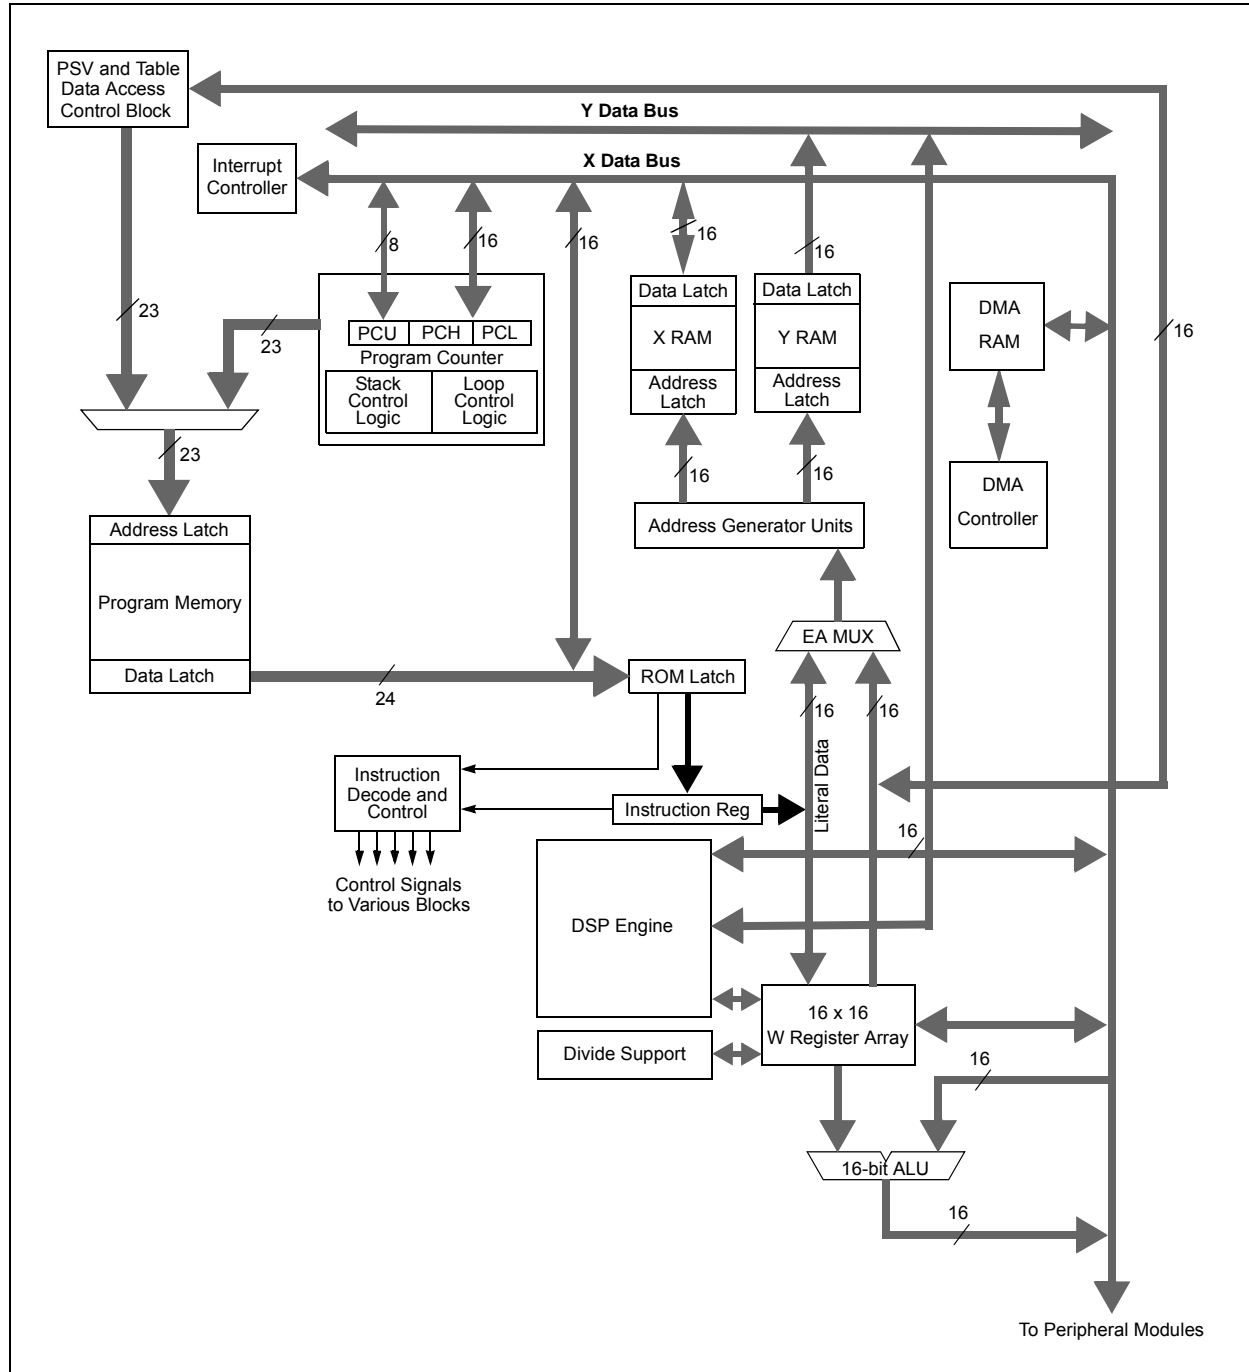 PSV and Table
Data Access
Control Block
Y Data Bus
X Data Bus
Interrupt
Controller
8
16
16
16
16
23
23
16
PCU
PCH
PCL
Program Counter
Stack
Control
Logic
Loop
Control
Logic
Data Latch
X RAM
Address
Latch
Data Latch
Y RAM
Address
Latch
DMA
RAM
23
16
16
Address Generator Units
DMA
Controller
Address Latch
Program Memory
Data Latch
24
EA MUX
ROM Latch
16
16
Literal Data
Instruction
Decode and
Control
Instruction Reg
Control Signals
to Various Blocks
16
DSP Engine
16 x 16
W Register Array
Divide Support
16
16-bit ALU
16
To Peripheral Modules